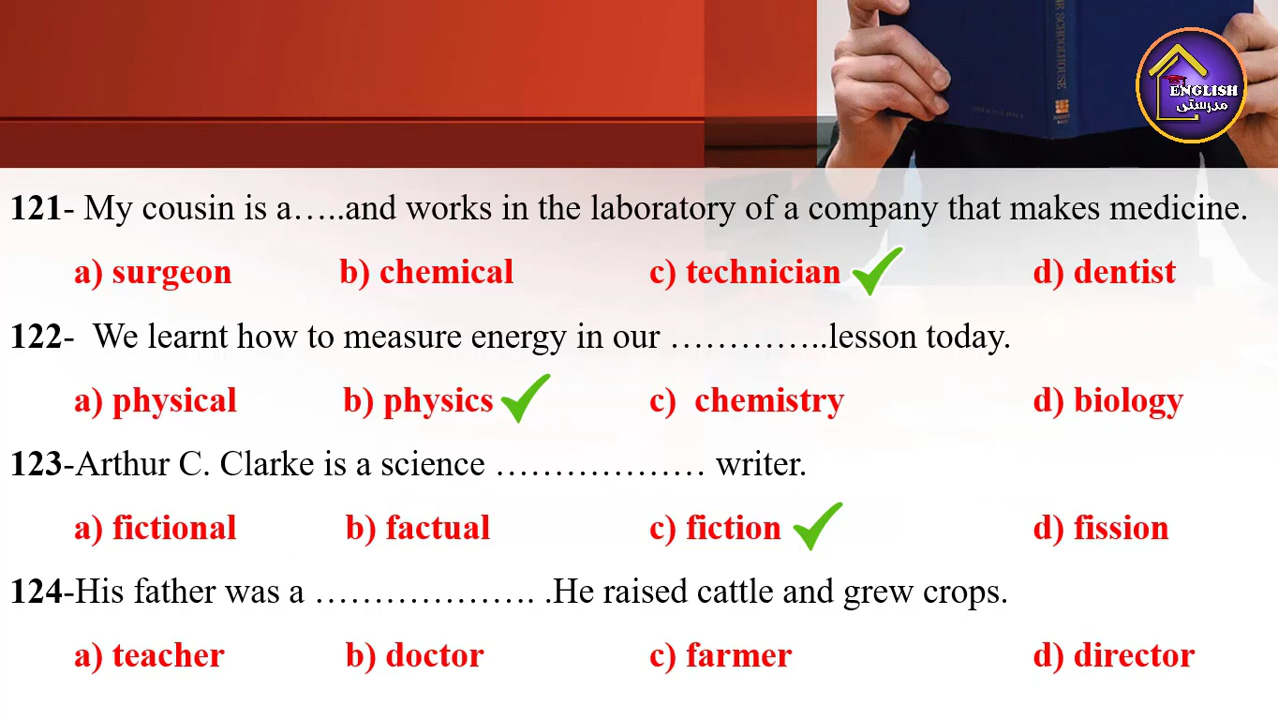 ENGLISH
مدرستي
121- My cousin is a…..and works in the laboratory of a company that makes medicine.
a) surgeon b) chemical c) technician d) dentist
122- We learnt how to measure energy in our …………..lesson today.
a) physical b) physics c) chemistry d) biology
123-Arthur C. Clarke is a science ……………… writer.
a) fictional b) factual c) fiction d) fission
124-His father was a ………………. .He raised cattle and grew crops.
a) teacher b) doctor c) farmer d) director